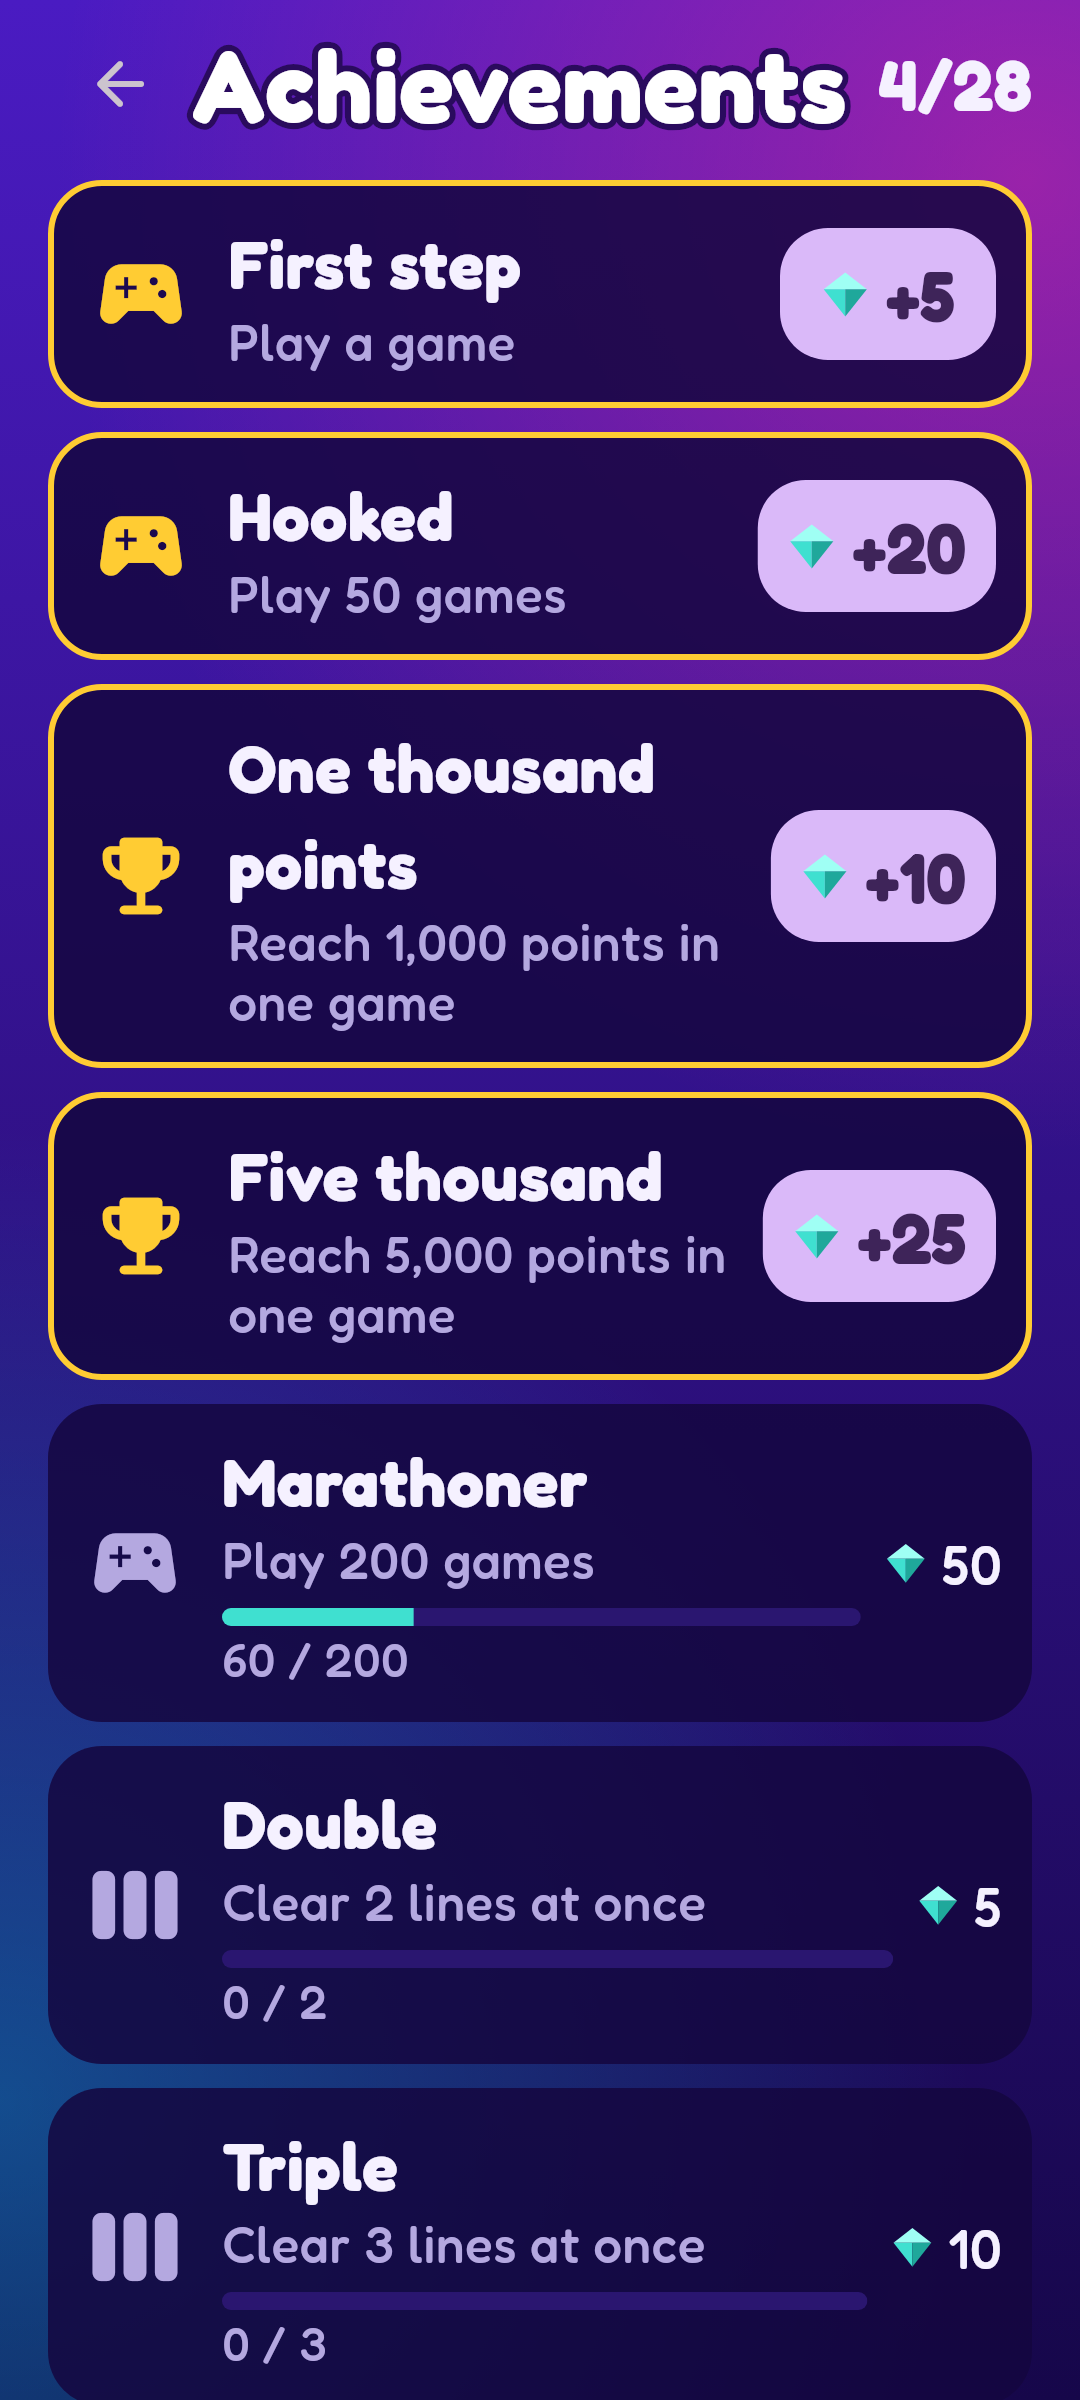 Achievements 4/28
First step
Play a game
+5
Hooked
Play 50 games
+20
One thousand
points
Reach 1,000 points in
one game
+10
Five thousand
Reach 5,000 points in
one game
+25
Marathoner
Play 200 games
60 / 200
50
Double
Clear 2 lines at once
0 / 2
5
Triple
Clear 3 lines at once
0 / 3
10